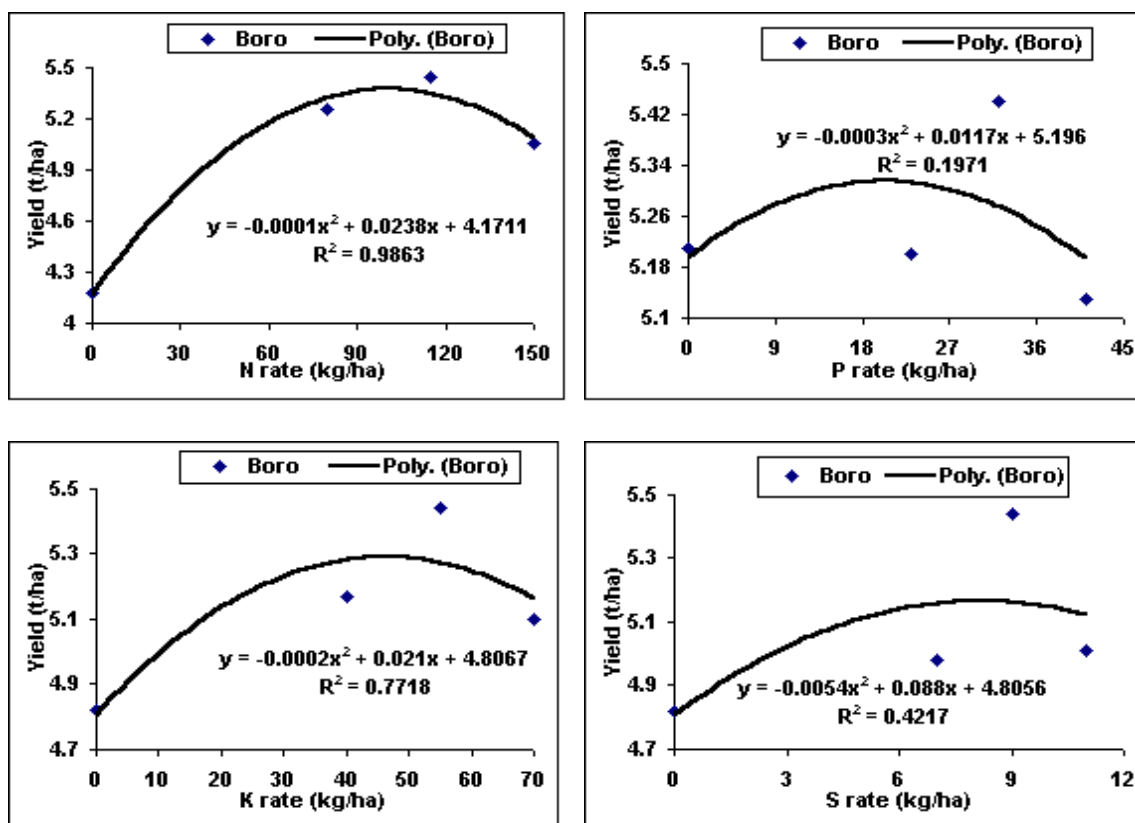 Boro Poly. (Boro)
5.5
5.2
4.9
4.6
4.3
4
Yield (t/ha)
y = -0.0001x² + 0.0238x + 4.1711
R² = 0.9863
0 30 60 90 120 150
N rate (kg/ha)
Boro Poly. (Boro)
5.5
5.42
5.34
5.26
5.18
5.1
Yield (t/ha)
y = -0.0003x² + 0.0117x + 5.196
R² = 0.1971
0 9 18 27 36 45
P rate (kg/ha)
Boro Poly. (Boro)
5.5
5.3
5.1
4.9
4.7
Yield (t/ha)
y = -0.0002x² + 0.021x + 4.8067
R² = 0.7718
0 10 20 30 40 50 60 70
K rate (kg/ha)
Boro Poly. (Boro)
5.5
5.3
5.1
4.9
4.7
Yield (t/ha)
y = -0.0054x² + 0.088x + 4.8056
R² = 0.4217
0 3 6 9 12
S rate (kg/ha)